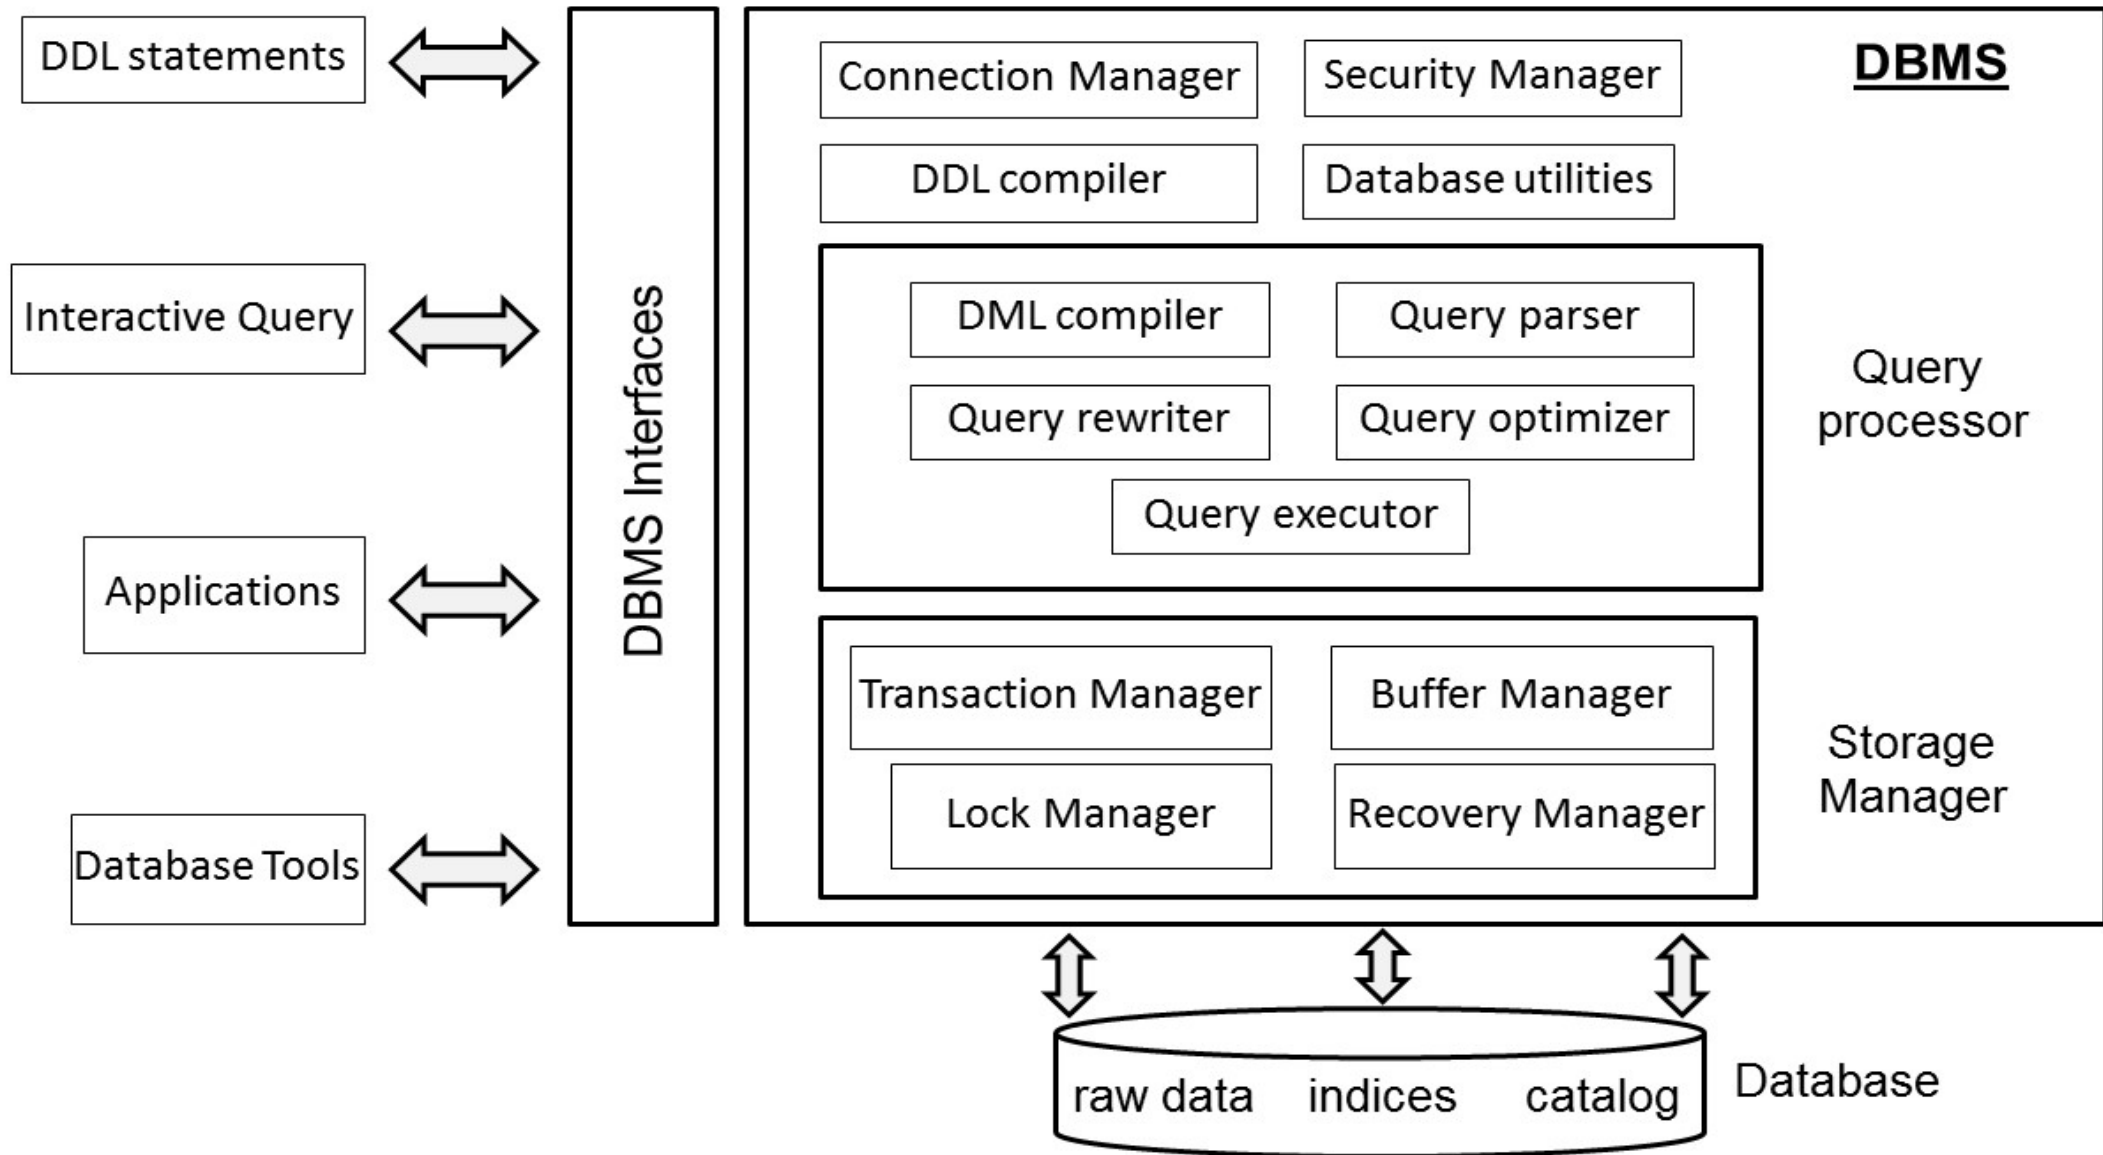 DDL statements
Interactive Query
Applications
Database Tools
DBMS Interfaces
DBMS
Connection Manager
Security Manager
DDL compiler
Database utilities
DML compiler
Query parser
Query rewriter
Query optimizer
Query executor
Query
processor
Transaction Manager
Buffer Manager
Lock Manager
Recovery Manager
Storage
Manager
raw data
indices
catalog
Database